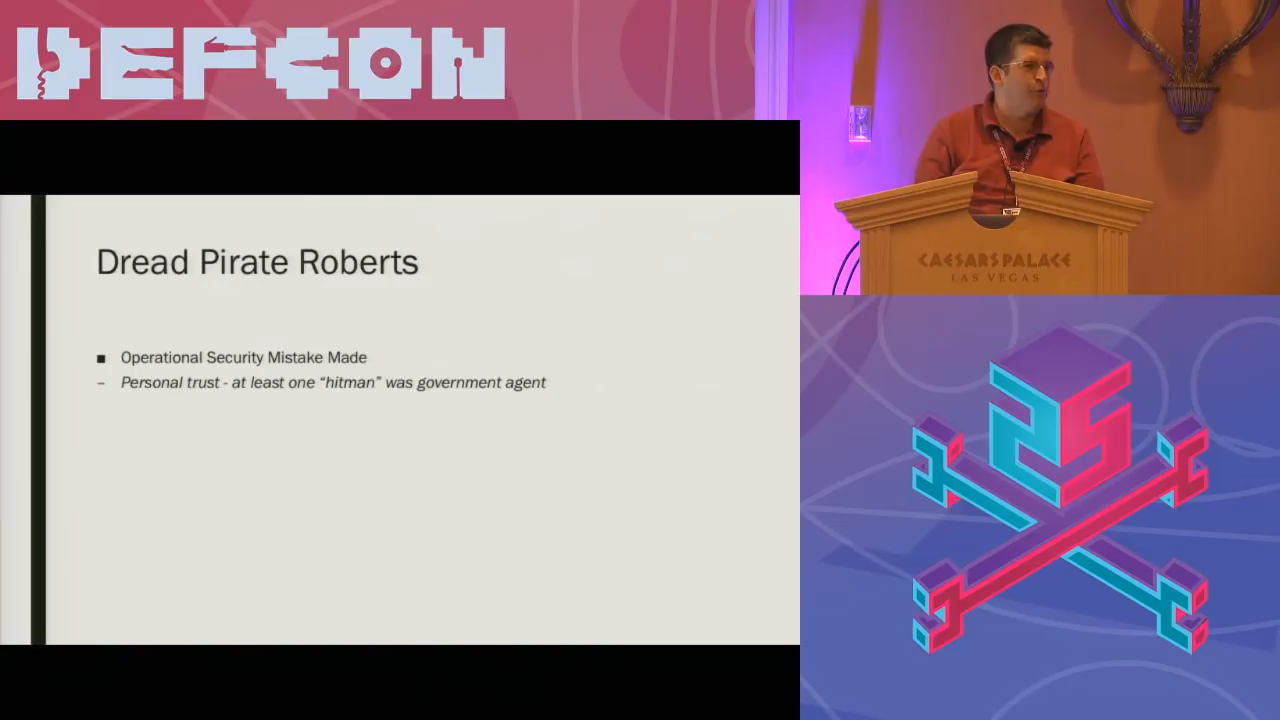 DEFCON
Dread Pirate Roberts
Operational Security Mistake Made
Personal trust - at least one “hitman” was government agent
CAESARS PALACE
LAS VEGAS
25